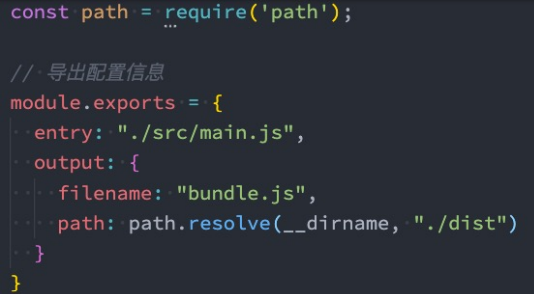 const path = require('path');
// 导出配置信息
module.exports = {
  entry: "./src/main.js",
  output: {
    filename: "bundle.js",
    path: path.resolve(__dirname, "./dist")
  }
}